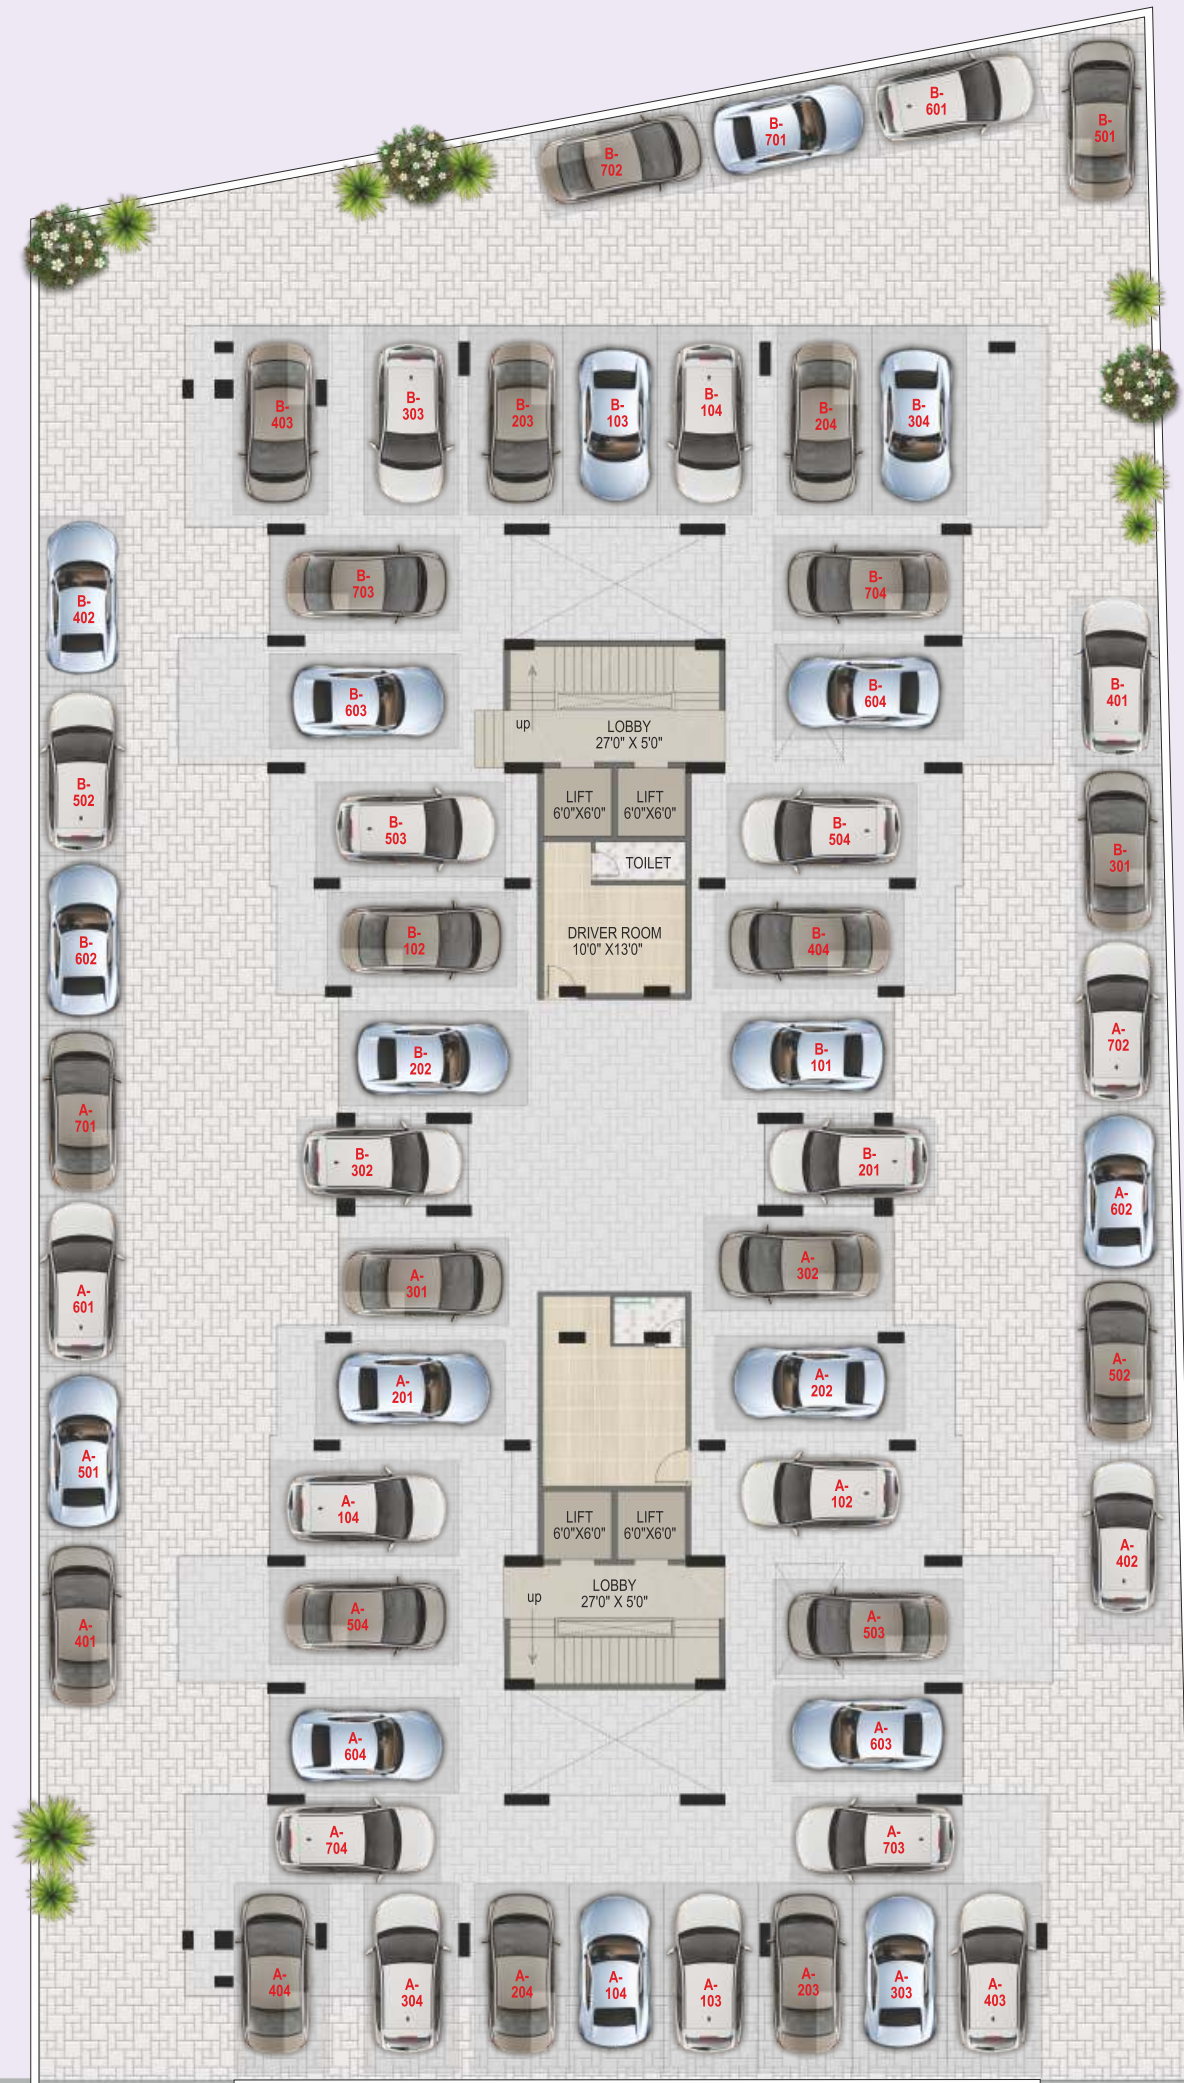 B-
601
B-
701
B-
501
B-
702
B-
403
B-
303
B-
203
B-
103
B-
104
B-
204
B-
304
B-
703
B-
704
B-
402
B-
603
B-
604
B-
401
up
LOBBY
27'0" X 5'0"
B-
502
LIFT
6'0"X6'0"
LIFT
6'0"X6'0"
B-
503
B-
504
B-
301
TOILET
B-
602
B-
102
DRIVER ROOM
10'0" X13'0"
B-
404
B-
202
B-
101
A-
702
A-
701
B-
302
B-
201
A-
602
A-
301
A-
302
A-
601
A-
201
A-
202
A-
502
A-
501
A-
104
A-
102
LIFT
6'0"X6'0"
LIFT
6'0"X6'0"
A-
402
LOBBY
27'0" X 5'0"
up
A-
401
A-
504
A-
503
A-
604
A-
603
A-
704
A-
703
A-
404
A-
304
A-
204
A-
104
A-
103
A-
203
A-
303
A-
403